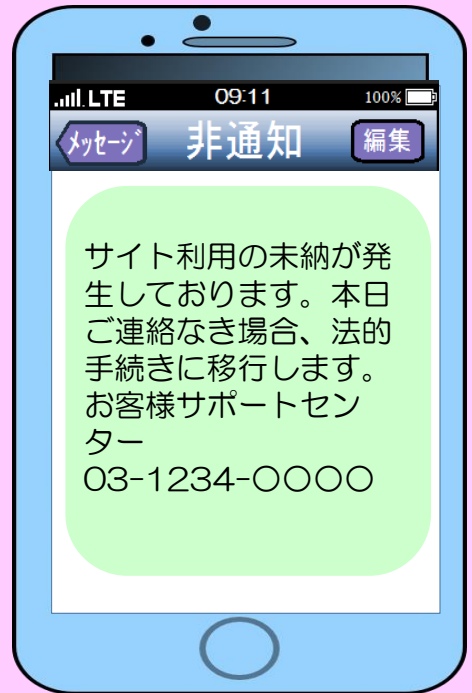 .ııll.LTE 09:11 100%
メッセージ 非通知 編集
サイト利用の未納が発
生しております。本日
ご連絡なき場合、法的
手続きに移行します。
お客様サポートセン
ター
03-1234-〇〇〇〇